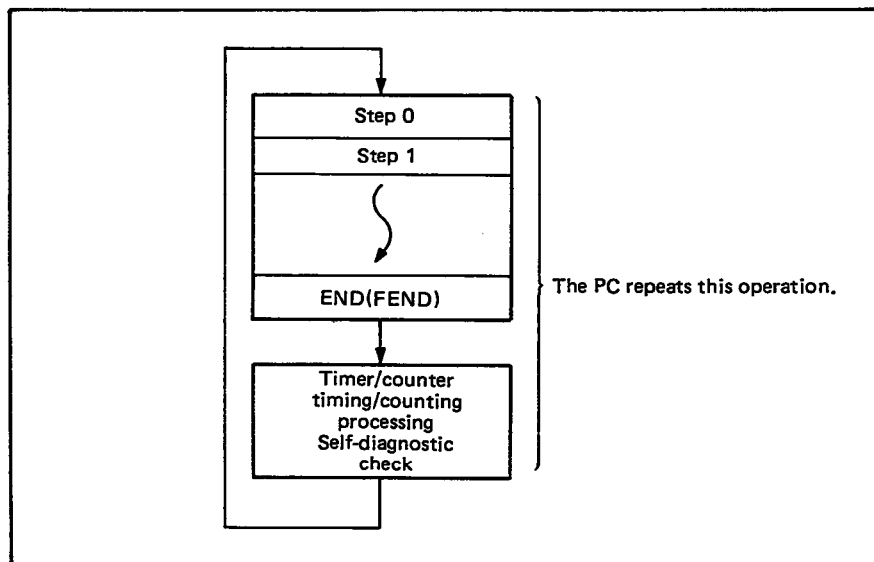 Step 0
Step 1
END(FEND)
The PC repeats this operation.
Timer/counter
timing/counting
processing
Self-diagnostic
check